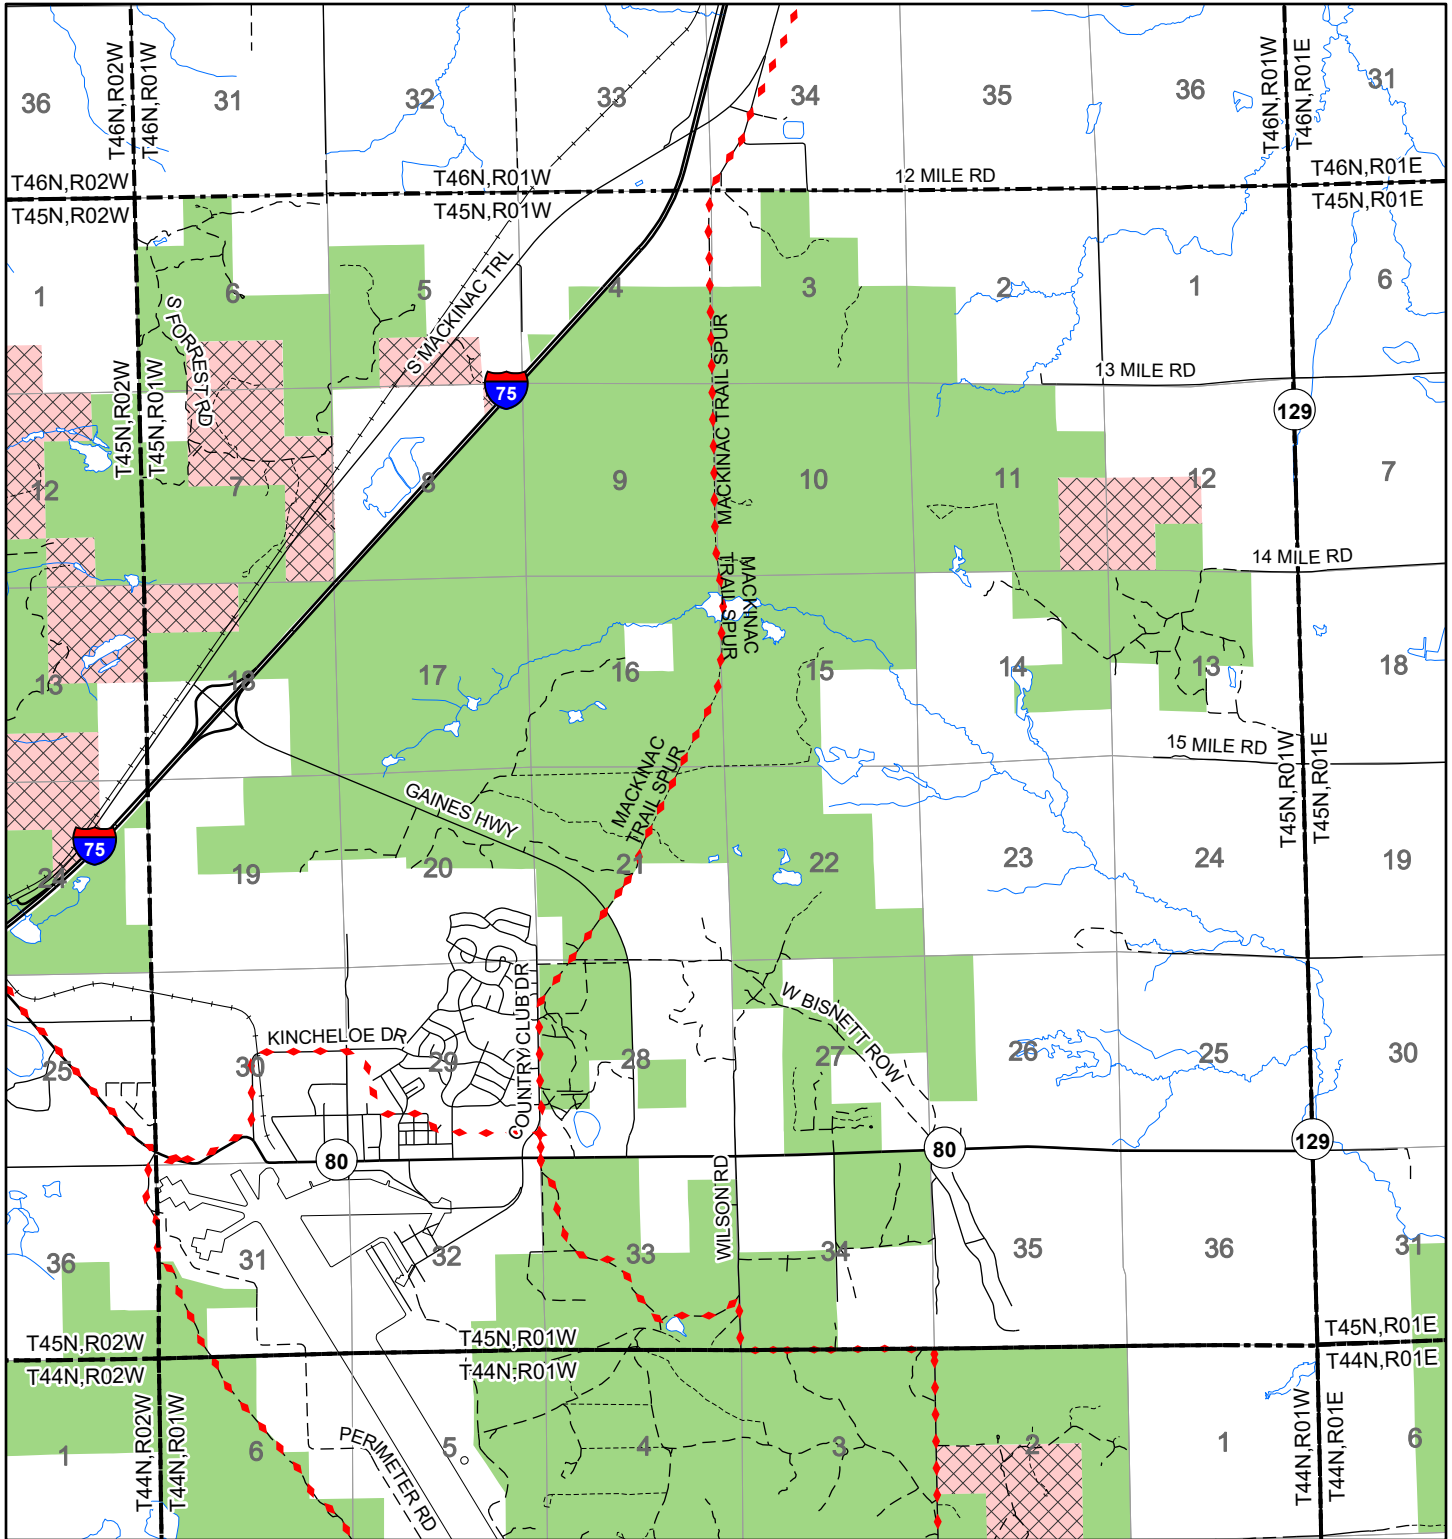 36
T46N,R02W
T46N,R01W
31
32
33
34
35
36
T46N,R01W
T46N,R01E
31
T46N,R02W
T46N,R01W
12 MILE RD
T46N,R01E
T45N,R02W
T45N,R01W
T45N,R01E
1
6
5
4
3
2
1
6
S FORREST RD
S MACKINAC TRL
75
MACKINAC TRAIL SPUR
13 MILE RD
129
T45N,R02W
T45N,R01W
12
7
8
9
10
11
12
7
14 MILE RD
MACKINAC
TRAIL SPUR
13
18
17
16
15
14
13
18
15 MILE RD
T45N,R01W
T45N,R01E
MACKINAC
TRAIL SPUR
GAINES HWY
75
24
19
20
21
22
23
24
19
COUNTRY CLUB DR
W BISNETT ROW
KINCHELOE DR
25
30
29
28
27
26
25
30
80
80
129
WILSON RD
36
31
32
33
34
35
36
31
T45N,R02W
T45N,R01W
T45N,R01E
T44N,R02W
T44N,R01W
T44N,R01E
T44N,R02W
T44N,R01W
T44N,R01W
T44N,R01E
1
6
PERIMETER RD
5
4
3
2
1
6